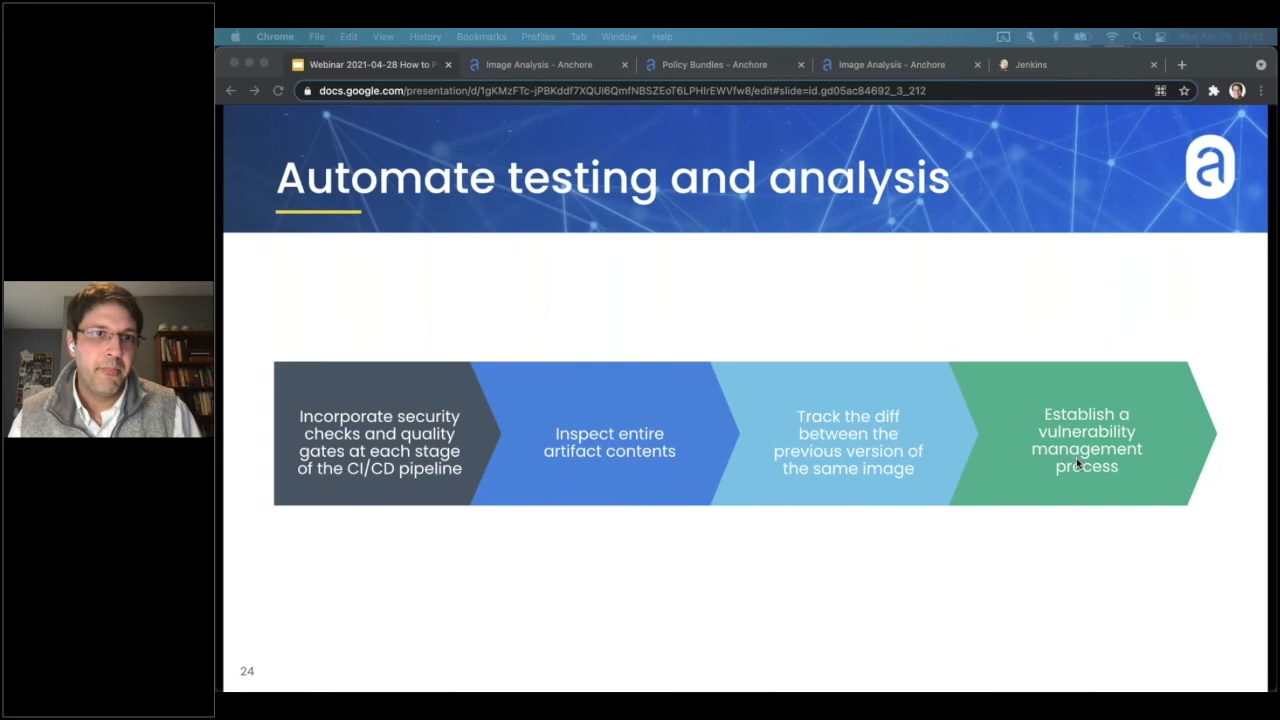 Chrome File Edit View History Bookmarks Profiles Tab Window Help
Webinar 2021-04-28 How to
Image Analysis - Anchore
Policy Bundles - Anchore
Image Analysis - Anchore
Jenkins
docs.google.com/presentation/d/1gKMzFTc-jPBKddf7XQUl6QmfNBSZEoT6LPHIrEWVfw8/edit#slide=id.gd05ac84692_3_212
Automate testing and analysis
a
Incorporate security
checks and quality
gates at each stage
of the CI/CD pipeline
Inspect entire
artifact contents
Track the diff
between the
previous version of
the same image
Establish a
vulnerability
management
process
24